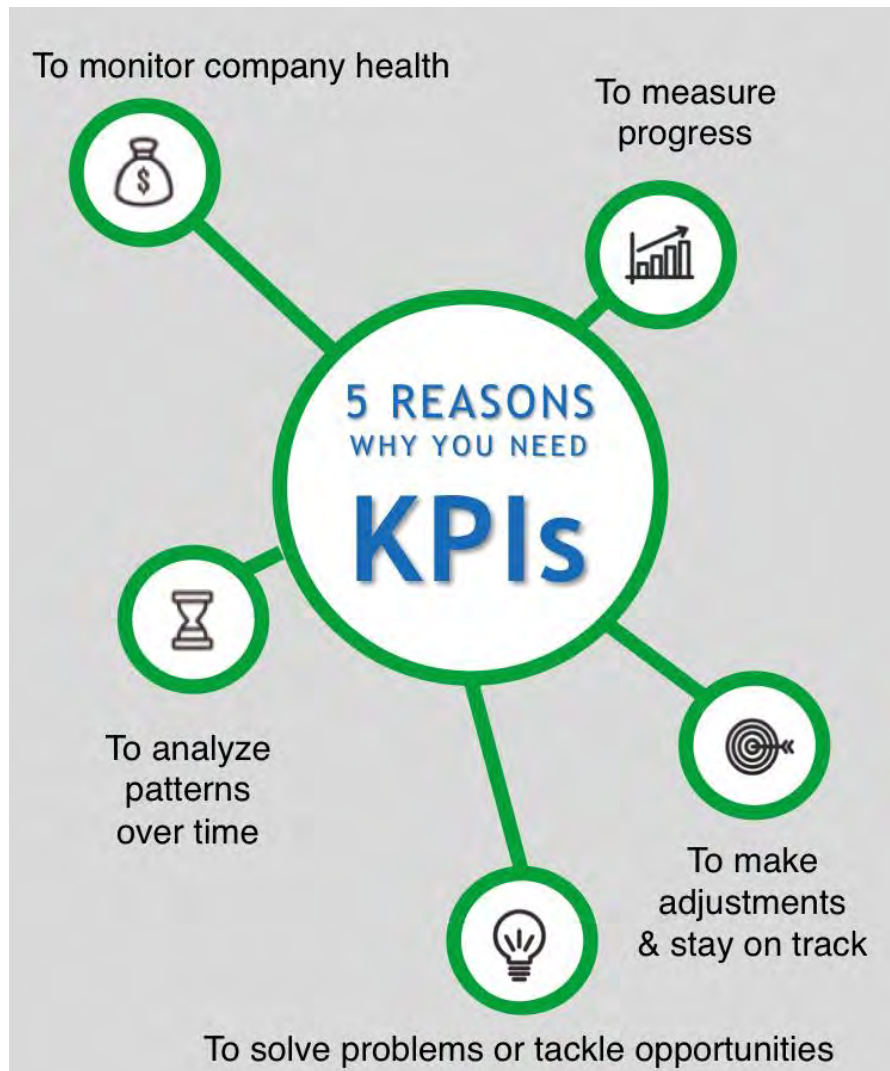 To monitor company health
To measure
progress
5 REASONS
WHY YOU NEED
KPIs
To analyze
patterns
over time
To make
adjustments
& stay on track
To solve problems or tackle opportunities
$